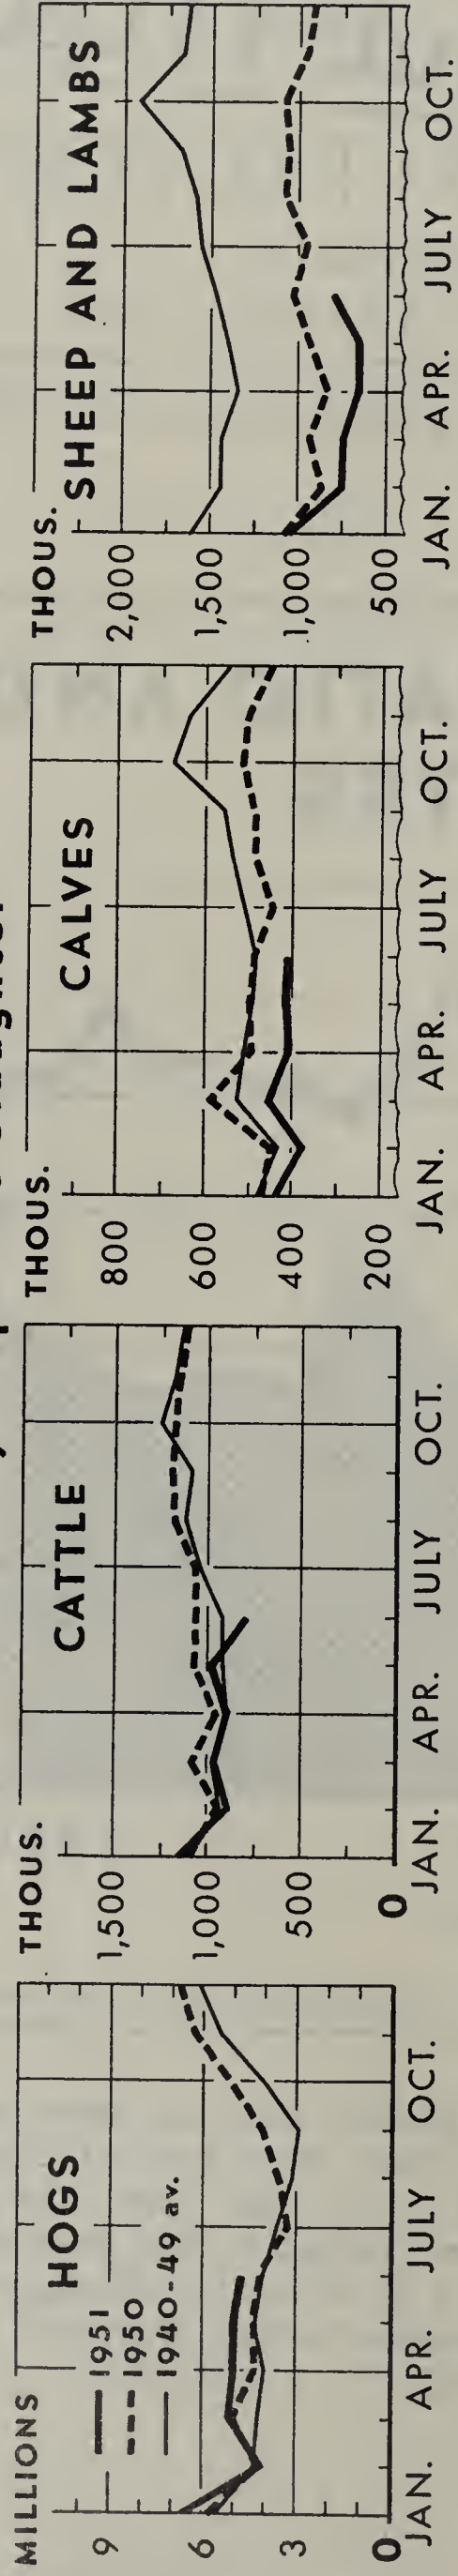 HOGS
MILLIONS
1951
1950
1940-49 av.
9
6
3
0
JAN. APR. JULY OCT.
CATTLE
THOUS.
1,500
1,000
500
0
JAN. APR. JULY OCT.
CALVES
THOUS.
800
600
400
200
JAN. APR. JULY OCT.
SHEEP AND LAMBS
THOUS.
2,000
1,500
1,000
500
JAN. APR. JULY OCT.